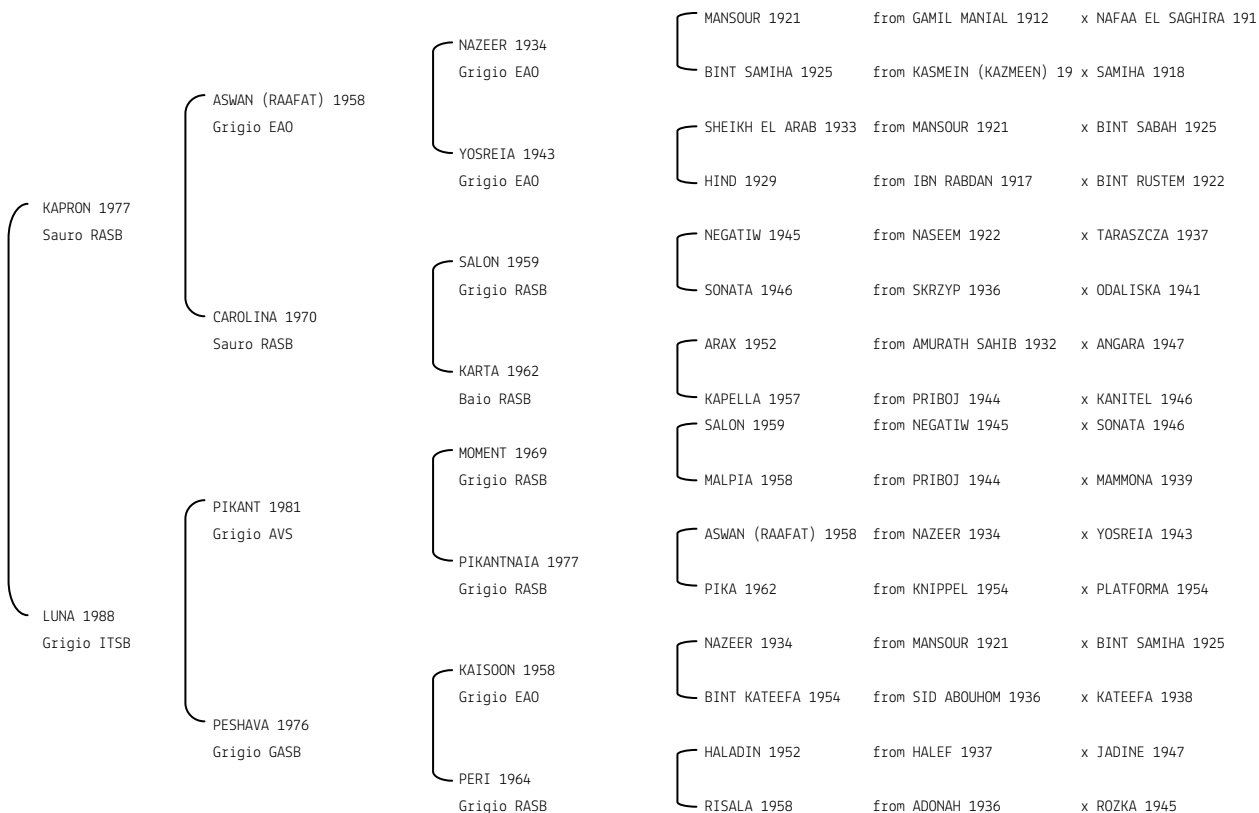 MANSOUR 1921 from GAMIL MANIAL 1912 x NAFAA EL SAGHIRA 191
NAZEER 1934
Grigio EAO
BINT SAMIHA 1925 from KASMEIN (KAZMEEN) 19 x SAMIHA 1918
ASWAN (RAAFAT) 1958
Grigio EAO
SHEIKH EL ARAB 1933 from MANSOUR 1921 x BINT SABAH 1925
YOSREIA 1943
Grigio EAO
HIND 1929 from IBN RABDAN 1917 x BINT RUSTEM 1922
KAPRON 1977
Sauro RASB
NEGATIW 1945 from NASEEM 1922 x TARASZCZA 1937
SALON 1959
Grigio RASB
SONATA 1946 from SKRZYP 1936 x ODALISKA 1941
CAROLINA 1970
Sauro RASB
ARAX 1952 from AMURATH SAHIB 1932 x ANGARA 1947
KARTA 1962
Baio RASB
KAPELLA 1957 from PRIBOJ 1944 x KANITEL 1946
SALON 1959 from NEGATIW 1945 x SONATA 1946
MOMENT 1969
Grigio RASB
MALPIA 1958 from PRIBOJ 1944 x MAMMONA 1939
PIKANT 1981
Grigio AVS
ASWAN (RAAFAT) 1958 from NAZEER 1934 x YOSREIA 1943
PIKANTNAIA 1977
Grigio RASB
PIKA 1962 from KNIPPEL 1954 x PLATFORMA 1954
LUNA 1988
Grigio ITSB
NAZEER 1934 from MANSOUR 1921 x BINT SAMIHA 1925
KAISOON 1958
Grigio EAO
BINT KATEEFA 1954 from SID ABOUHOM 1936 x KATEEFA 1938
PESHAVA 1976
Grigio GASB
HALADIN 1952 from HALEF 1937 x JADINE 1947
PERI 1964
Grigio RASB
RISALA 1958 from ADONAH 1936 x ROZKA 1945